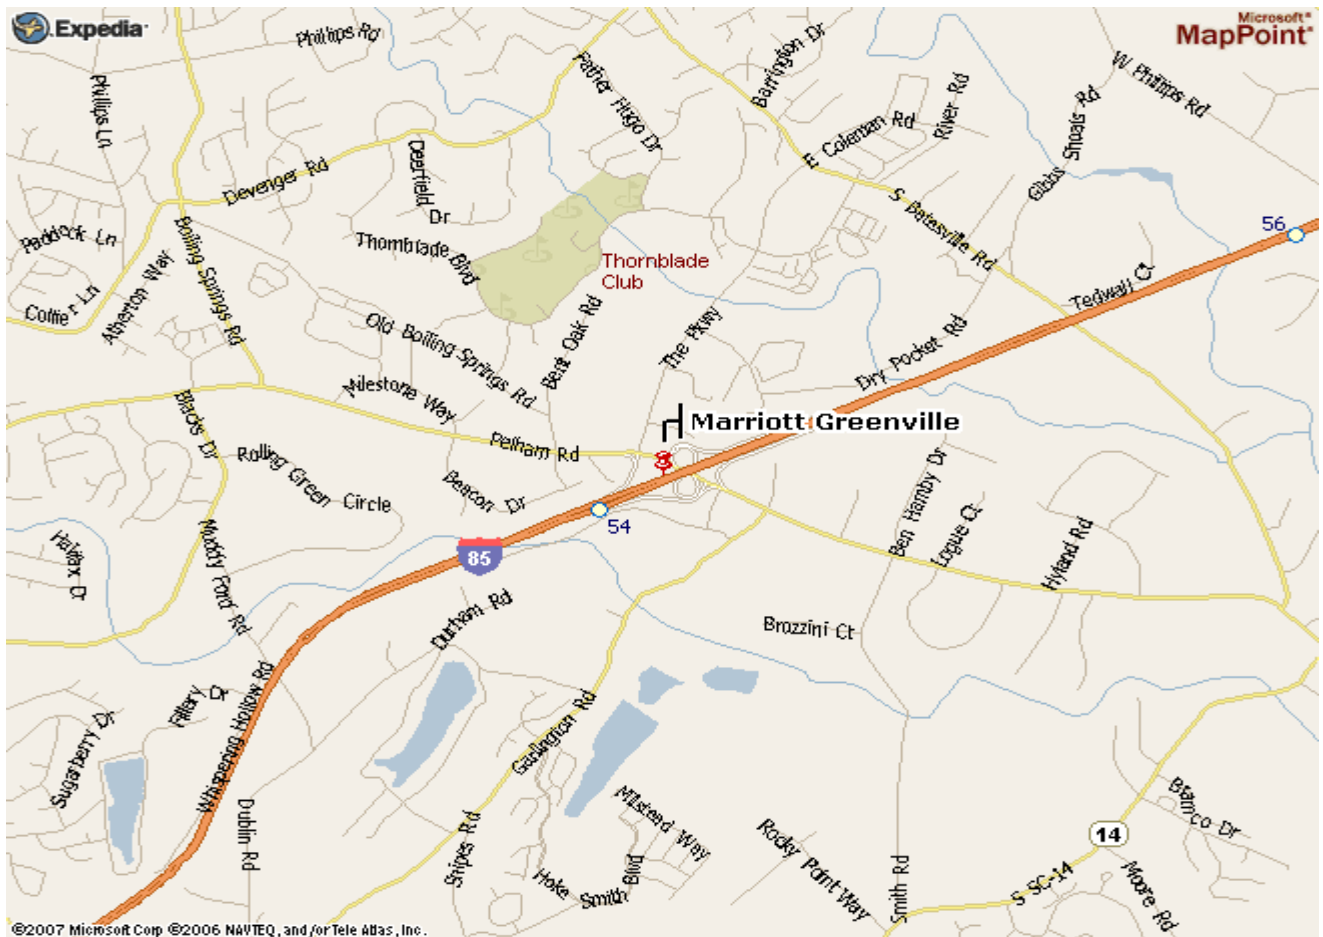 Expedia
Microsoft®
MapPoint®
Phillips Rd
Phillips Ln
Father Hugo Dr
Barrington Dr
W Phillips Rd
River Rd
E Coleman Rd
Gibbs Shoals Rd
Deerfield Dr
Devenger Rd
S Batesville Rd
56
Paddock Ln
Boiling Springs Rd
Thornblade Blvd
Thornblade
Club
Atherton Way
Collier Ln
Tedwall Ct
Old Boiling Springs Rd
Bent Oak Rd
The Pkwy
Dry Pocket Rd
Milestone Way
Blacks Dr
Marriott Greenville
Pelham Rd
Rolling Green Circle
Beacon Dr
54
85
Ben Hamby Dr
Logue Ct
Hyland Rd
Halifax Dr
Muddy Ford Rd
Durham Rd
Brozzini Ct
Whispering Hollow Rd
Fillery Dr
Sugarberry Dr
Garlington Rd
Dublin Rd
Snipes Rd
Milstead Way
Rocky Point Way
Hoke Smith Blvd
Smith Rd
14
S SC-14
Blamco Dr
Moore Rd
©2007 Microsoft Corp ©2006 NAVTEQ, and/or Tele Atlas, Inc.